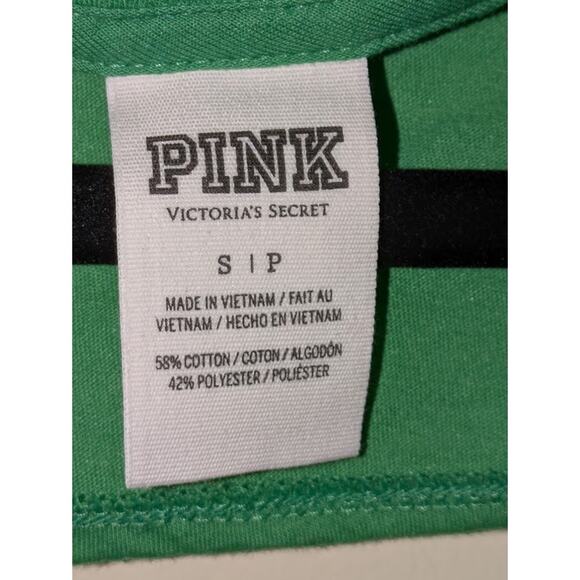 PINK
VICTORIA'S SECRET
S | P
MADE IN VIETNAM / FAIT AU
VIETNAM / HECHO EN VIETNAM
58% COTTON / COTON / ALGODÓN
42% POLYESTER / POLIÉSTER